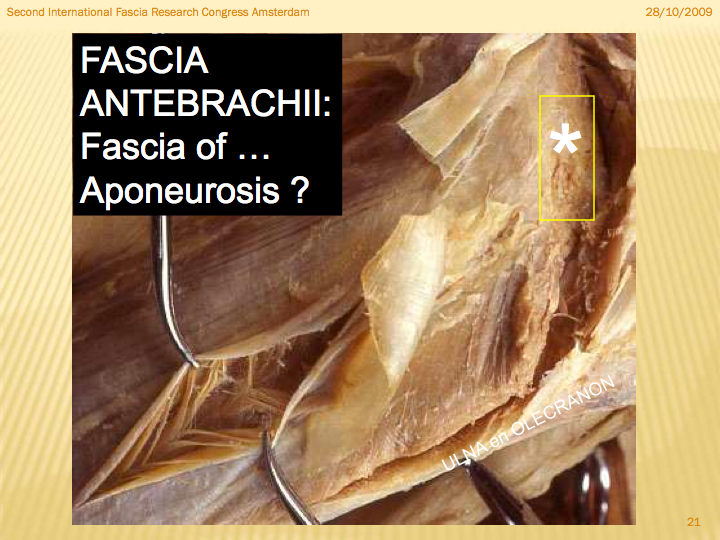 Second International Fascia Research Congress Amsterdam
28/10/2009
FASCIA
ANTEBRACHII:
Fascia of …
Aponeurosis ?
*
ULNA en OLECRANON
21